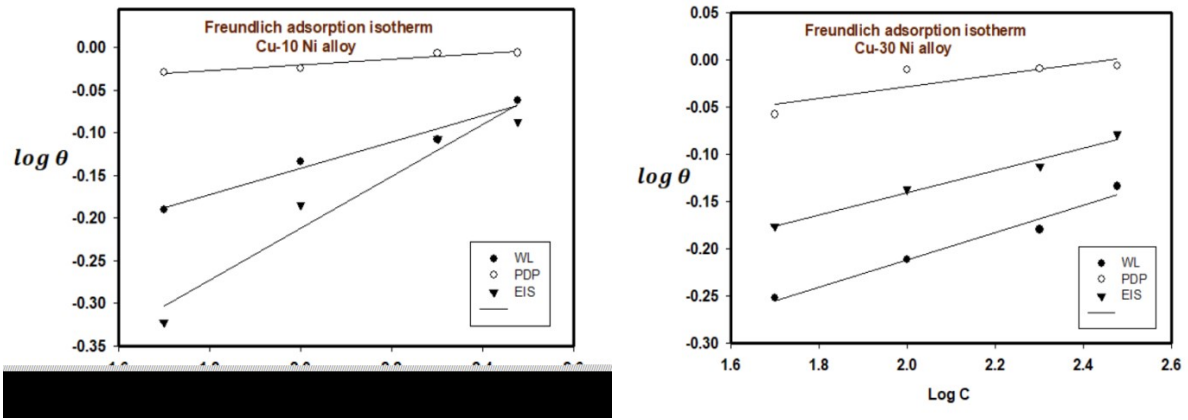 Freundlich adsorption isotherm
Cu-10 Ni alloy
0.00
-0.05
-0.10
-0.15
-0.20
-0.25
-0.30
-0.35
log θ
WL
PDP
EIS
Freundlich adsorption isotherm
Cu-30 Ni alloy
0.05
0.00
-0.05
-0.10
-0.15
-0.20
-0.25
-0.30
log θ
WL
PDP
EIS
1.6 1.8 2.0 2.2 2.4 2.6
Log C